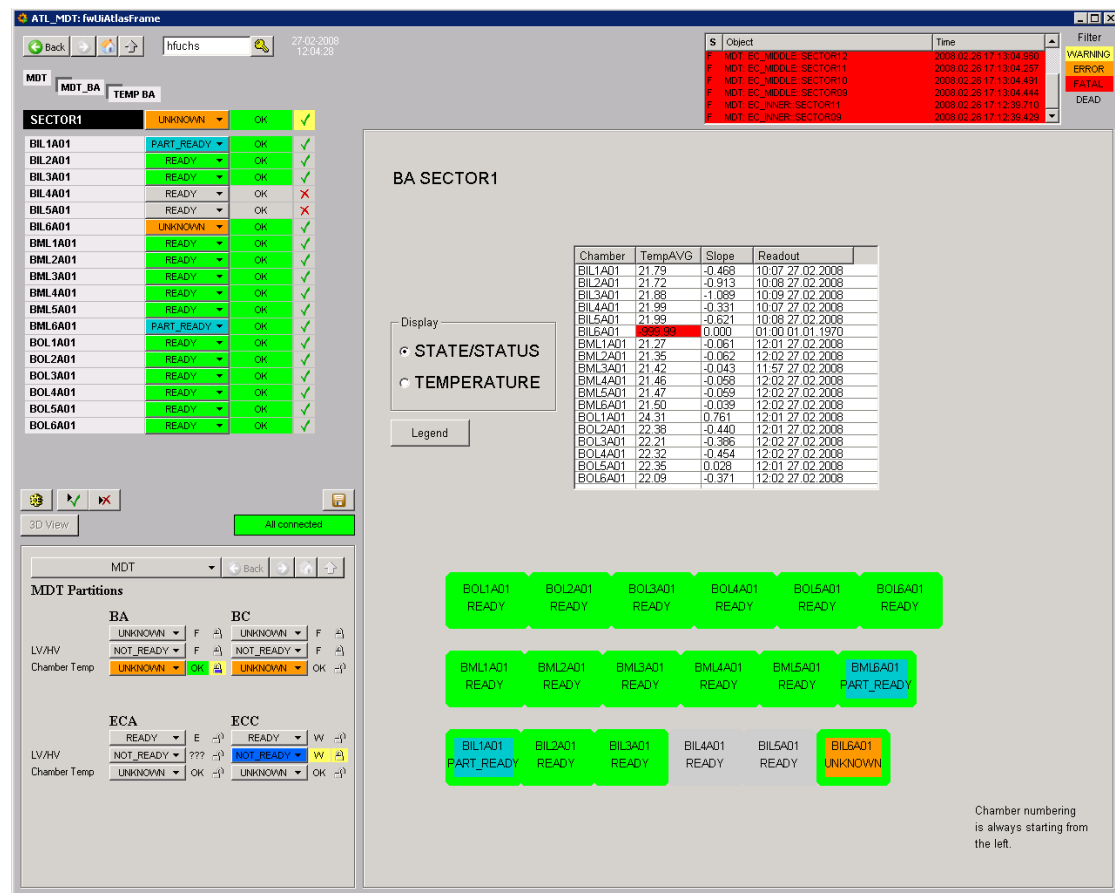 ATL_MDT: fwUiAtlasFrame
Back hfuchs 27-02-2008
12:04:28
S Object Time
F MDT: EC_MIDDLE::SECTOR12 2008.02.26 17:13:04.960
F MDT: EC_MIDDLE::SECTOR11 2008.02.26 17:13:04.257
F MDT: EC_MIDDLE::SECTOR10 2008.02.26 17:13:04.491
F MDT: EC_MIDDLE::SECTOR09 2008.02.26 17:13:04.444
F MDT: EC_INNER::SECTOR11 2008.02.26 17:12:39.710
F MDT: EC_INNER::SECTOR09 2008.02.26 17:12:39.429
Filter
WARNING
ERROR
FATAL
DEAD
MDT
MDT_BA
TEMP BA
SECTOR1 UNKNOWN OK
BIL1A01 PART_READY OK
BIL2A01 READY OK
BIL3A01 READY OK
BIL4A01 READY OK
BIL5A01 READY OK
BIL6A01 UNKNOWN OK
BML1A01 READY OK
BML2A01 READY OK
BML3A01 READY OK
BML4A01 READY OK
BML5A01 READY OK
BML6A01 PART_READY OK
BOL1A01 READY OK
BOL2A01 READY OK
BOL3A01 READY OK
BOL4A01 READY OK
BOL5A01 READY OK
BOL6A01 READY OK
3D View All connected
MDT Back
MDT Partitions
BA BC
UNKNOWN F UNKNOWN F
LV/HV NOT_READY F NOT_READY F
Chamber Temp UNKNOWN OK UNKNOWN OK
ECA ECC
READY E READY W
LV/HV NOT_READY ??? NOT_READY W
Chamber Temp UNKNOWN OK UNKNOWN OK
BA SECTOR1
Display
STATE/STATUS
TEMPERATURE
Legend
Chamber TempAVG Slope Readout
BIL1A01 21.79 -0.468 10:07 27.02.2008
BIL2A01 21.72 -0.913 10:08 27.02.2008
BIL3A01 21.88 -1.089 10:09 27.02.2008
BIL4A01 21.99 -0.331 10:07 27.02.2008
BIL5A01 21.99 -0.621 10:08 27.02.2008
BIL6A01 -999.99 0.000 01:00 01.01.1970
BML1A01 21.27 -0.061 12:01 27.02.2008
BML2A01 21.35 -0.062 12:02 27.02.2008
BML3A01 21.42 -0.043 11:57 27.02.2008
BML4A01 21.46 -0.058 12:02 27.02.2008
BML5A01 21.47 -0.059 12:02 27.02.2008
BML6A01 21.50 -0.039 12:02 27.02.2008
BOL1A01 24.31 0.761 12:01 27.02.2008
BOL2A01 22.38 -0.440 12:01 27.02.2008
BOL3A01 22.21 -0.386 12:02 27.02.2008
BOL4A01 22.32 -0.454 12:02 27.02.2008
BOL5A01 22.35 0.028 12:01 27.02.2008
BOL6A01 22.09 -0.371 12:02 27.02.2008
BOL1A01 BOL2A01 BOL3A01 BOL4A01 BOL5A01 BOL6A01
READY READY READY READY READY READY
BML1A01 BML2A01 BML3A01 BML4A01 BML5A01 BML6A01
READY READY READY READY READY PART_READY
BIL1A01 BIL2A01 BIL3A01 BIL4A01 BIL5A01 BIL6A01
PART_READY READY READY READY READY UNKNOWN
Chamber numbering
is always starting from
the left.